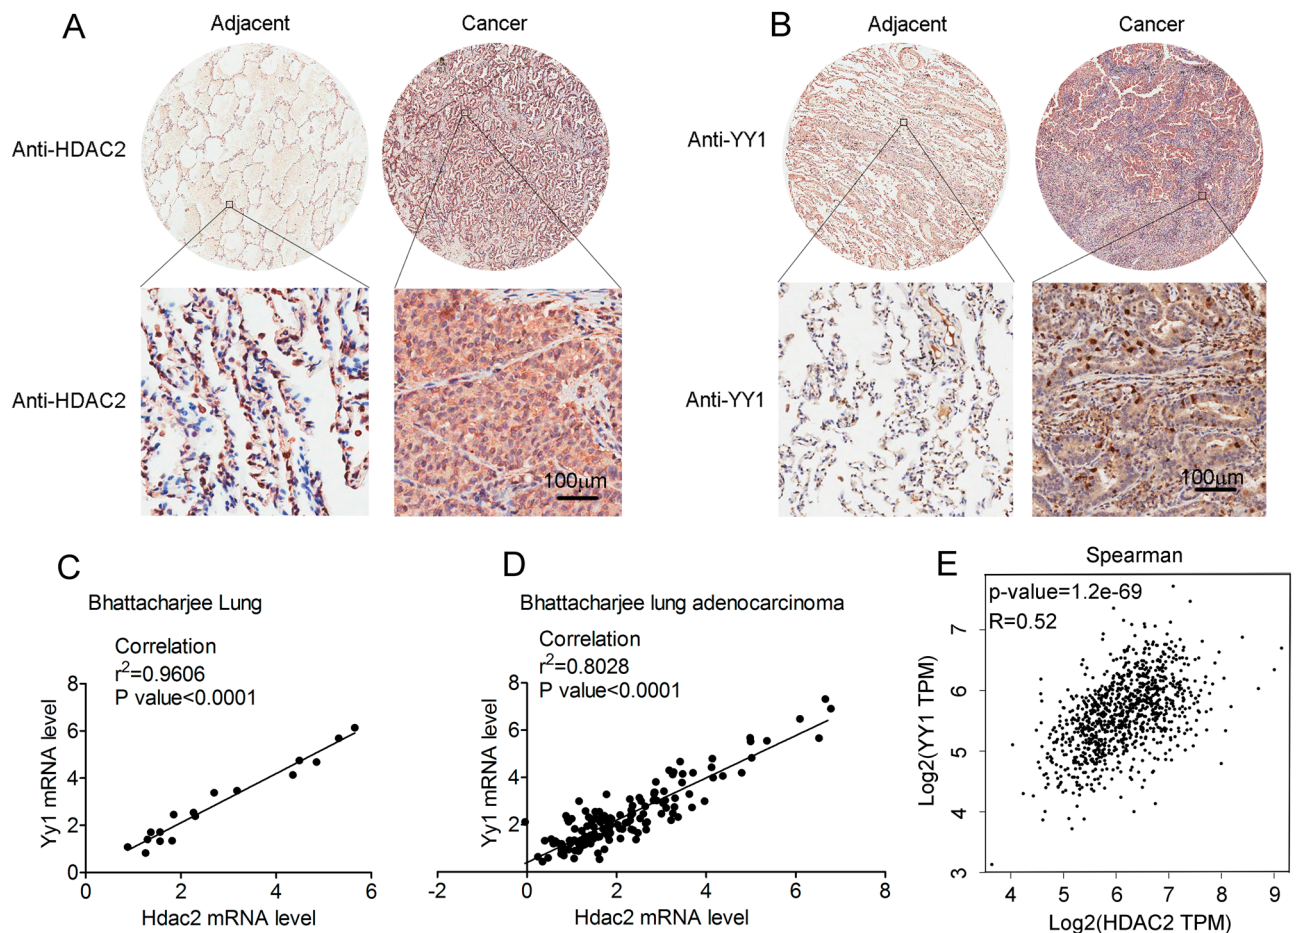 A
Adjacent
Cancer
B
Adjacent
Cancer
Anti-HDAC2
Anti-YY1
Anti-HDAC2
100μm
Anti-YY1
100μm
C
Bhattacharjee Lung
Correlation
r²=0.9606
P value<0.0001
Yy1 mRNA level
8
6
4
2
0
0
2
4
6
Hdac2 mRNA level
D
Bhattacharjee lung adenocarcinoma
Correlation
r²=0.8028
P value<0.0001
Yy1 mRNA level
8
6
4
2
-2
0
2
4
6
8
Hdac2 mRNA level
E
Spearman
p-value=1.2e-69
R=0.52
Log2(YY1 TPM)
7
6
5
4
3
4
5
6
7
8
9
Log2(HDAC2 TPM)